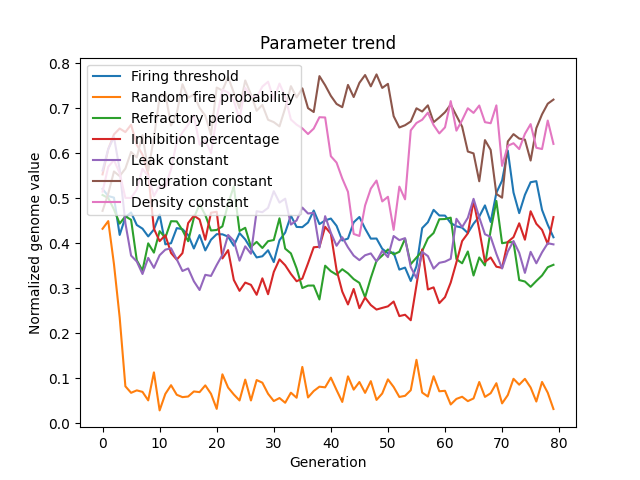 Parameter trend
Normalized genome value
0.8
0.7
0.6
0.5
0.4
0.3
0.2
0.1
0.0
Firing threshold
Random fire probability
Refractory period
Inhibition percentage
Leak constant
Integration constant
Density constant
0 10 20 30 40 50 60 70 80
Generation